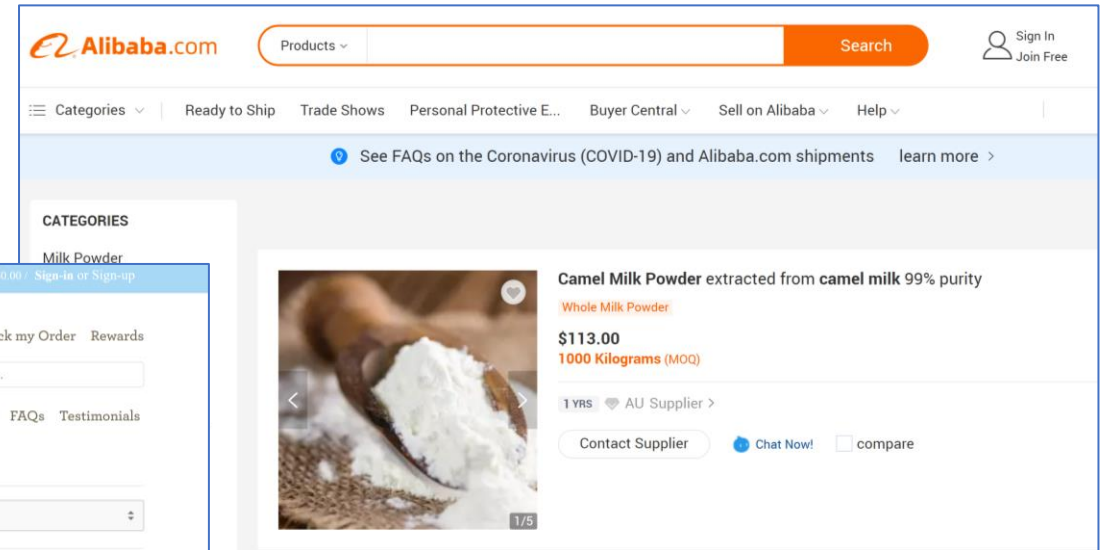 Alibaba.com
Products
Search
Sign In
Join Free
Categories
Ready to Ship
Trade Shows
Personal Protective E...
Buyer Central
Sell on Alibaba
Help
See FAQs on the Coronavirus (COVID-19) and Alibaba.com shipments learn more >
CATEGORIES
Milk Powder
Camel Milk Powder extracted from camel milk 99% purity
Whole Milk Powder
$113.00
1000 Kilograms (MOQ)
1 YRS AU Supplier >
Contact Supplier
Chat Now!
compare
1/5
0.00 / Sign-in or Sign-up
ck my Order Rewards
FAQs Testimonials